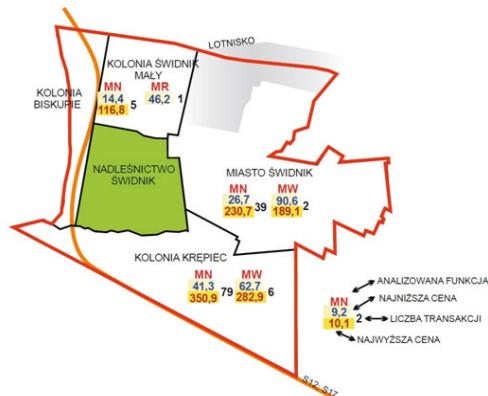 LOTNISKO
KOLONIA ŚWIDNIK
MAŁY
MN MR
14,4 46,2 1
116,8 5
KOLONIA
BISKUPIE
NADLEŚNICTWO
ŚWIDNIK
MIASTO ŚWIDNIK
MN MW
26,7 39 90,6 2
230,7 189,1
KOLONIA KRĘPIEC
MN MW
41,3 79 62,7 6
350,9 282,9
ANALIZOWANA FUNKCJA
MN
NAJNIŻSZA CENA
9,2
10,1 2
LICZBA TRANSAKCJI
NAJWYŻSZA CENA
S12, S17